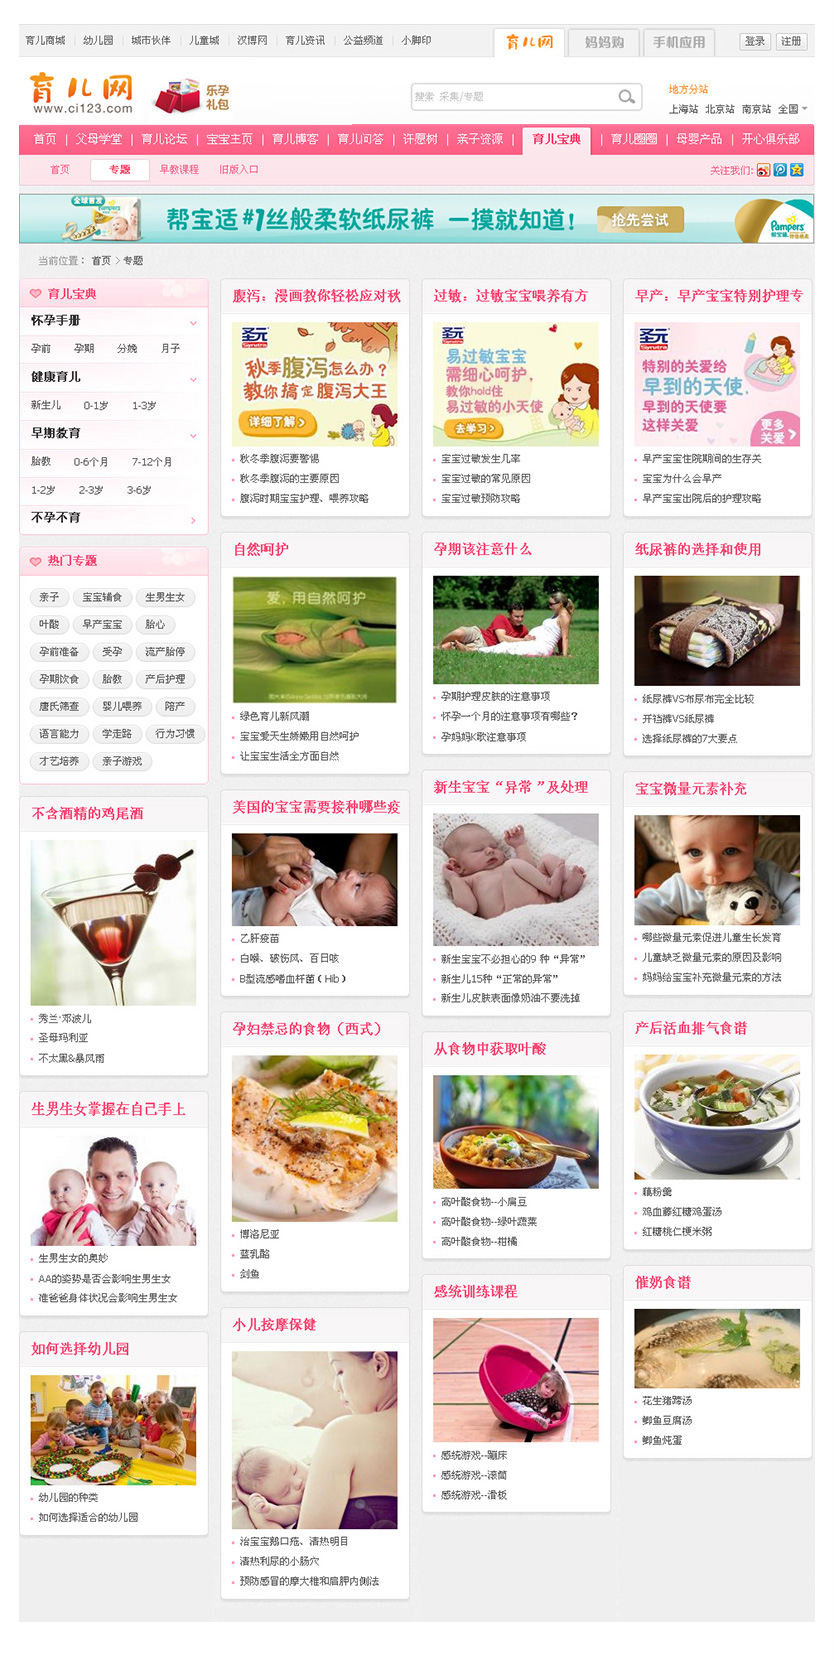 育儿商城 幼儿园 城市伙伴 儿童城 汉博网 育儿资讯 公益频道 小脚印
育儿网 妈妈购 手机应用 登录 注册
育儿网
www.ci123.com
乐孕
礼包
搜索 采集/专题
地方分站
上海站 北京站 南京站 全国
首页 父母学堂 育儿论坛 宝宝主页 育儿博客 育儿问答 许愿树 亲子资源 育儿宝典 育儿圈圈 母婴产品 开心俱乐部
首页 专题 早教课程 旧版入口 关注我们:
全球首发
Pampers
帮宝适 #1丝般柔软纸尿裤 一摸就知道!
抢先尝试
Pampers
当前位置: 首页 > 专题
育儿宝典
怀孕手册
孕前 孕期 分娩 月子
健康育儿
新生儿 0-1岁 1-3岁
早期教育
胎教 0-6个月 7-12个月
1-2岁 2-3岁 3-6岁
不孕不育
热门专题
亲子 宝宝辅食 生男生女
叶酸 早产宝宝 胎心
孕前准备 受孕 流产胎停
孕期饮食 胎教 产后护理
唐氏筛查 婴儿喂养 陪产
语言能力 学走路 行为习惯
才艺培养 亲子游戏
不含酒精的鸡尾酒
秀兰·邓波儿
圣母玛利亚
不太黑&暴风雨
生男生女掌握在自己手上
生男生女的奥妙
AA的姿势是否会影响生男生女
准爸爸身体状况会影响生男生女
如何选择幼儿园
幼儿园的种类
如何选择适合的幼儿园
腹泻：漫画教你轻松应对秋
圣元
Synutra
秋季腹泻怎么办？
教你搞定腹泻大王
详细了解
秋冬季腹泻要警惕
秋冬季腹泻的主要原因
腹泻时期宝宝护理、喂养攻略
自然呵护
爱，用自然呵护
绿色育儿新风潮
宝宝爱天生娇嫩用自然呵护
让宝宝生活全方面自然
美国的宝宝需要接种哪些疫
乙肝疫苗
白喉、破伤风、百日咳
B型流感嗜血杆菌（Hib）
孕妇禁忌的食物（西式）
博洛尼亚
蓝乳酪
剑鱼
小儿按摩保健
治宝宝鹅口疮、清热明目
清热利尿的小肠穴
预防感冒的摩大椎和肩胛内侧法
过敏：过敏宝宝喂养有方
圣元
Synutra
易过敏宝宝
需细心呵护,
教你hold住
易过敏的小天使
去学习
宝宝过敏发生几率
宝宝过敏的常见原因
宝宝过敏预防攻略
孕期该注意什么
孕期护理皮肤的注意事项
怀孕一个月的注意事项有哪些?
孕妈妈K歌注意事项
新生宝宝“异常”及处理
新生宝宝不必担心的9 种“异常”
新生儿15种“正常的异常”
新生儿皮肤表面像奶油不要洗掉
从食物中获取叶酸
高叶酸食物--小扁豆
高叶酸食物--绿叶蔬菜
高叶酸食物--柑橘
感统训练课程
感统游戏--蹦床
感统游戏--滚筒
感统游戏--滑板
早产：早产宝宝特别护理专
圣元
Synutra
特别的关爱给
早到的天使,
早到的天使要
这样关爱
更多
关爱
早产宝宝住院期间的生存关
宝宝为什么会早产
早产宝宝出院后的护理攻略
纸尿裤的选择和使用
纸尿裤VS布尿布完全比较
开裆裤VS纸尿裤
选择纸尿裤的7大要点
宝宝微量元素补充
哪些微量元素促进儿童生长发育
儿童缺乏微量元素的原因及影响
妈妈给宝宝补充微量元素的方法
产后活血排气食谱
藕粉羹
鸡血藤红糖鸡蛋汤
红糖桃仁粳米粥
催奶食谱
花生猪蹄汤
鲫鱼豆腐汤
鲫鱼炖蛋